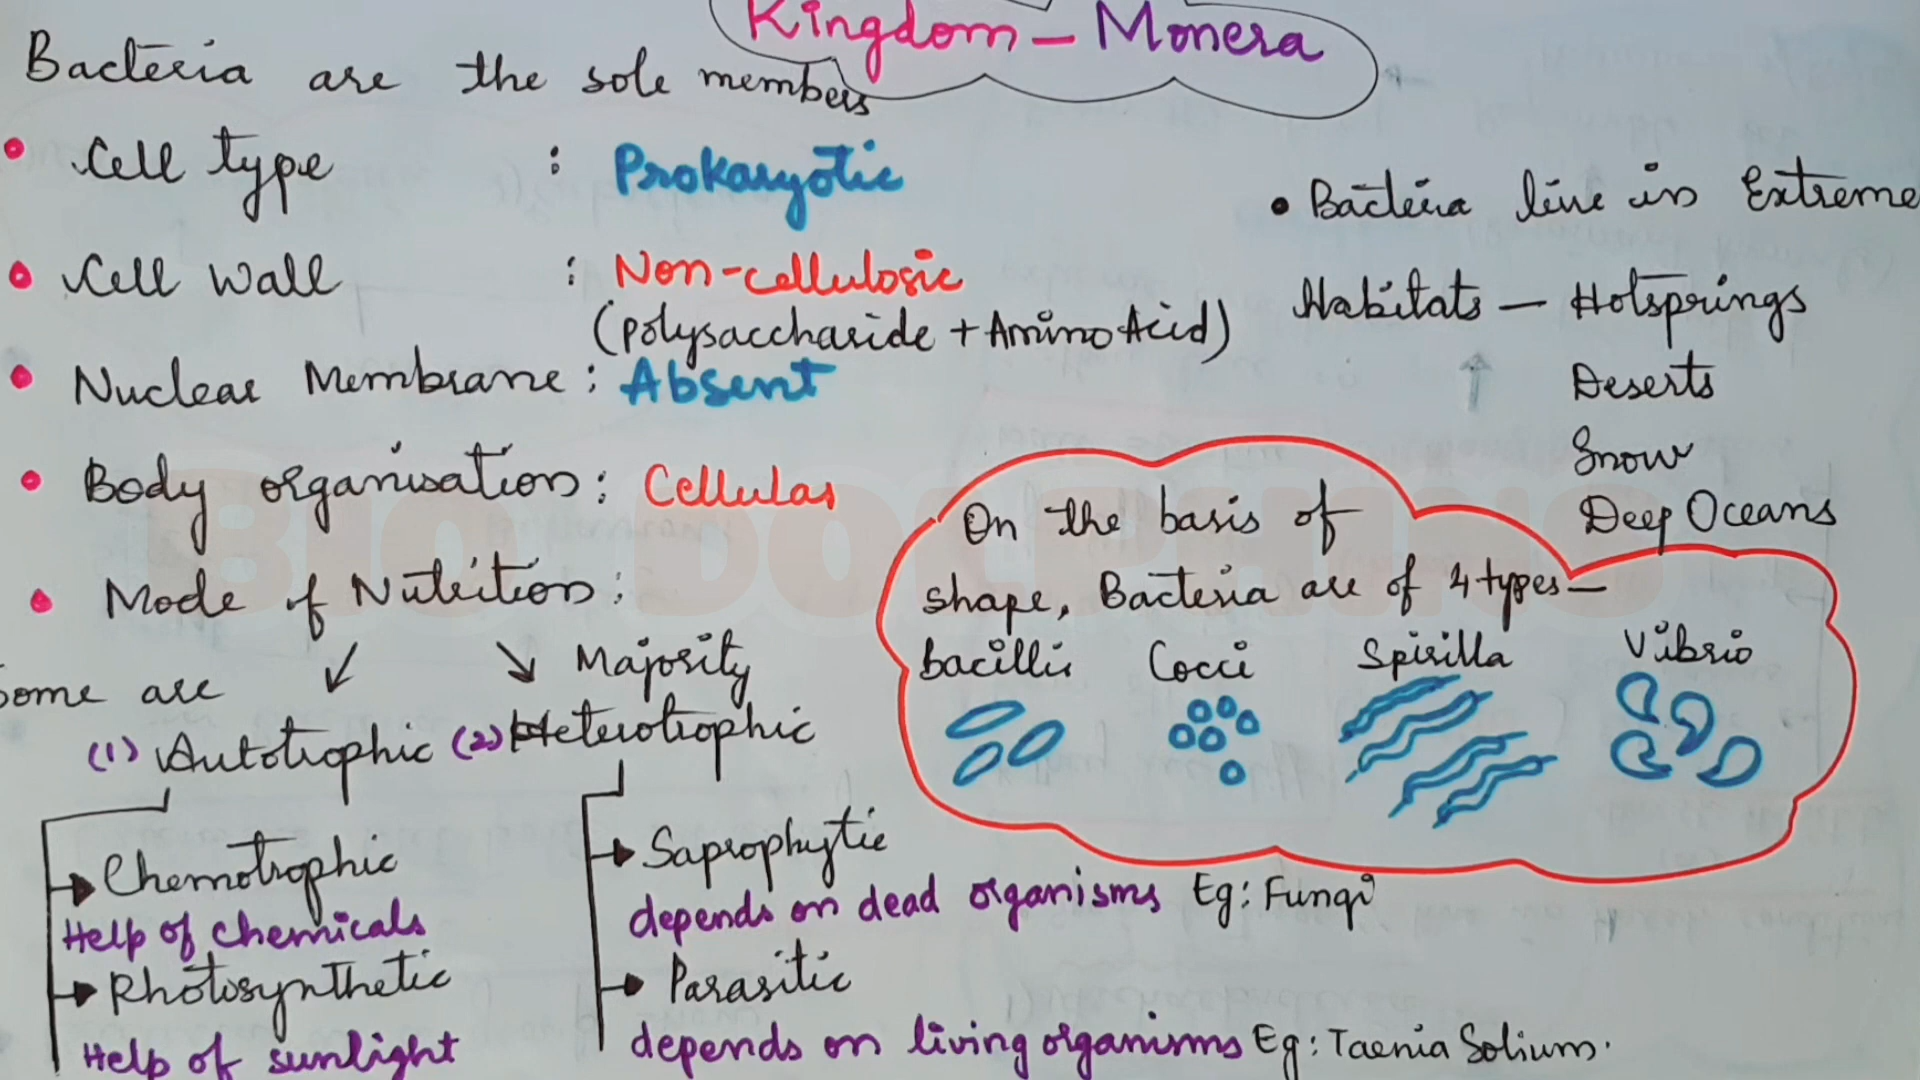 Kingdom - Monera
Bacteria are the sole members
• Cell type : Prokaryotic
• Cell Wall : Non-cellulosic
(polysaccharide + Amino Acid)
• Nuclear Membrane : Absent
• Body organisation : Cellular
• Mode of Nutrition :
Some are
(1) Autotrophic
Chemotrophic
Help of chemicals
Photosynthetic
Help of sunlight
Majority
(2) Heterotrophic
Saprophytic
depends on dead organisms Eg : Fungi
Parasitic
depends on living organisms Eg : Taenia Solium.
• Bacteria live in Extreme
Habitats - Hotsprings
Deserts
Snow
Deep Oceans
On the basis of
shape, Bacteria are of 4 types -
bacilli Cocci Spirilla Vibrio
BIO DOLPHINS